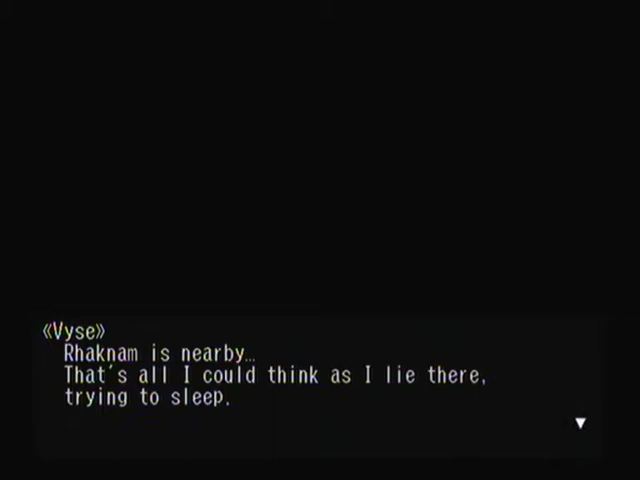 《Vyse》
Rhaknam is nearby…
That's all I could think as I lie there,
trying to sleep.